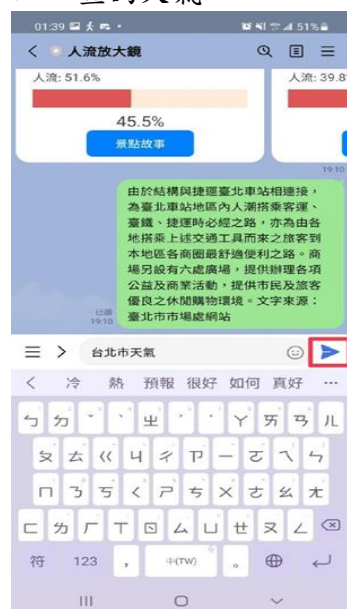 01:39
51%
人流放大鏡
人流: 51.6%
人流: 39.8
45.5%
景點故事
19:10
由於結構與捷運臺北車站相連接，
為臺北車站地區內人潮搭乘客運、
臺鐵、捷運時必經之路，亦為由各
地搭乘上述交通工具而來之旅客到
本地區各商圈最舒適便利之路。商
場另設有六處廣場，提供辦理各項
公益及商業活動，提供市民及旅客
優良之休閒購物環境。文字來源：
臺北市市場處網站
已讀
19:10
台北市天氣
冷 熱 預報 很好 如何 真好 …
ㄅ ㄉ ˇ ˋ ㄓ ˊ ˙ ㄚ ㄞ ㄢ ㄦ
ㄆ ㄊ ㄍ ㄐ ㄔ ㄗ ㄧ ㄛ ㄟ ㄣ
ㄇ ㄋ ㄎ ㄑ ㄕ ㄘ ㄨ ㄜ ㄠ ㄤ
ㄈ ㄌ ㄏ ㄒ ㄖ ㄙ ㄩ ㄝ ㄡ ㄥ
符 123 , 中(TW) 。